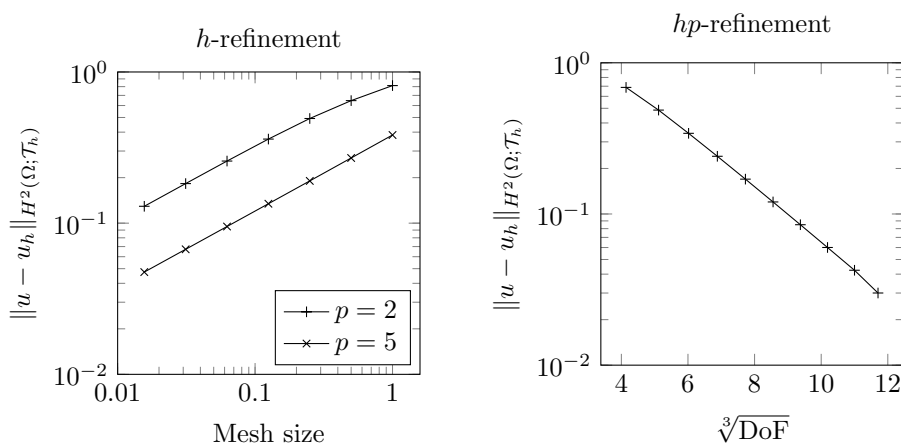 h-refinement
10^0
10^{-1}
10^{-2}
‖u − u_h‖_{H^2(Ω;𝒯_h)}
0.01 0.1 1
Mesh size
p = 2
p = 5
hp-refinement
10^0
10^{-1}
10^{-2}
‖u − u_h‖_{H^2(Ω;𝒯_h)}
4 6 8 10 12
∛DoF